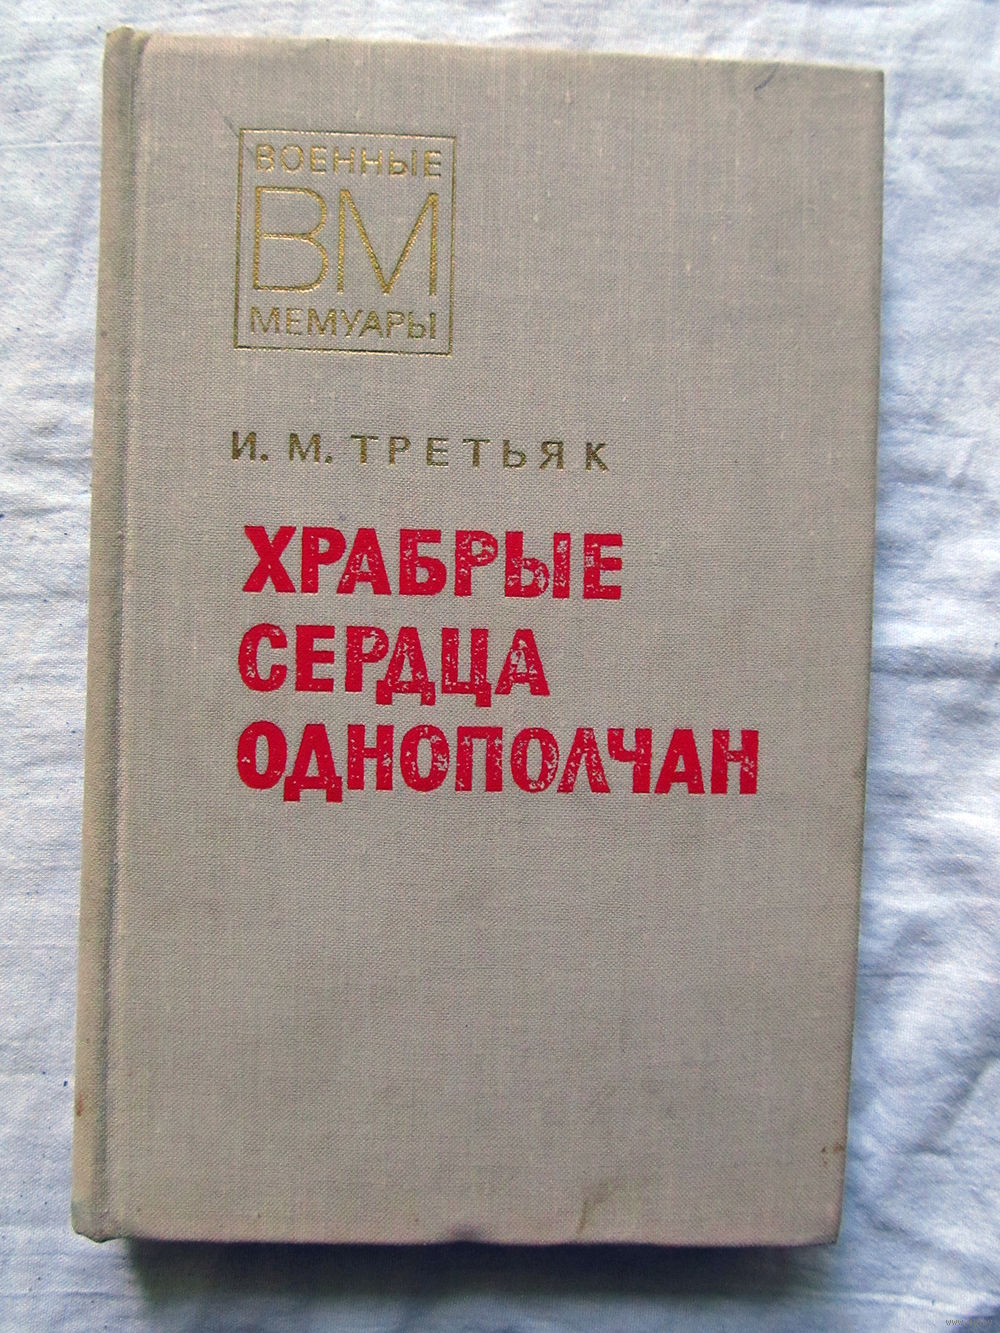 ВОЕННЫЕ
ВМ
МЕМУАРЫ
И. М. ТРЕТЬЯК
ХРАБРЫЕ
СЕРДЦА
ОДНОПОЛЧАН